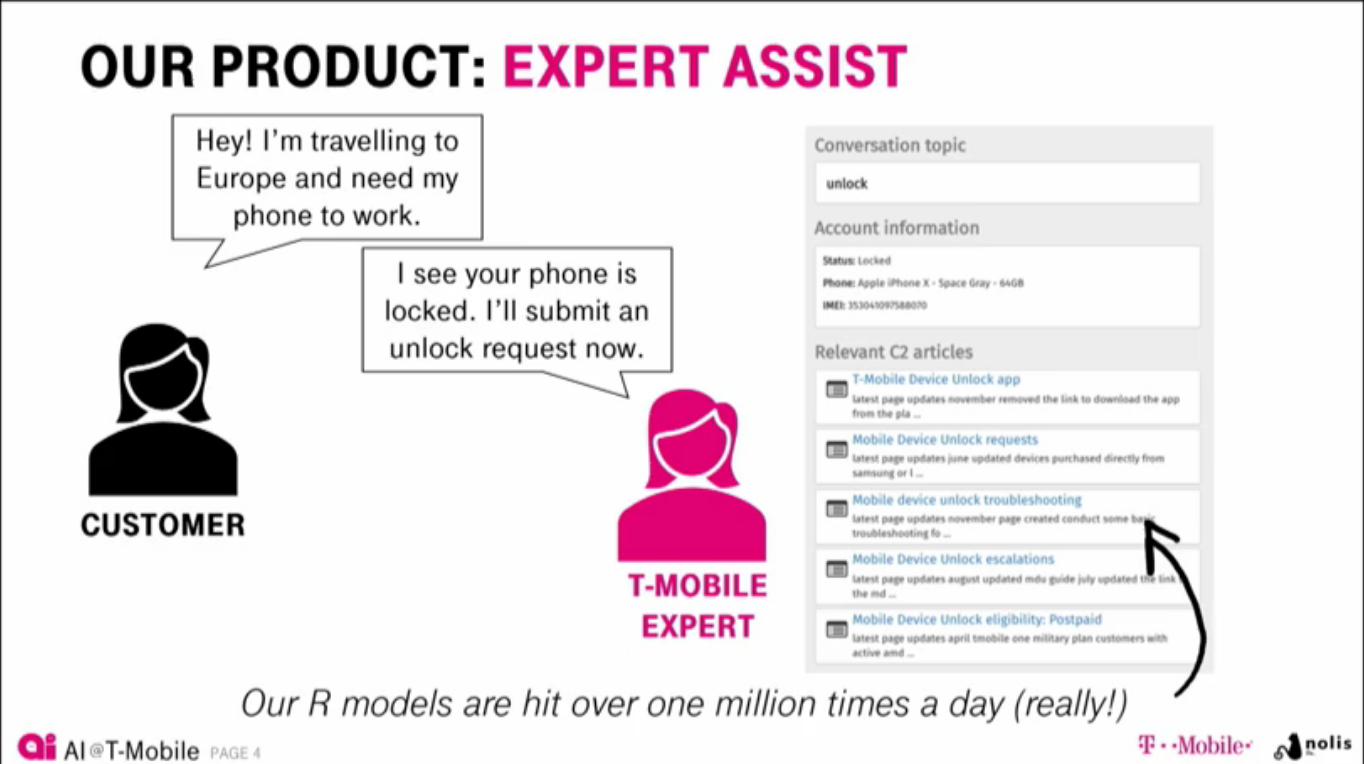 OUR PRODUCT: EXPERT ASSIST
Hey! I'm travelling to
Europe and need my
phone to work.
I see your phone is
locked. I'll submit an
unlock request now.
CUSTOMER
T-MOBILE
EXPERT
Conversation topic
unlock
Account information
Status: Locked
Phone: Apple iPhone X - Space Gray - 64GB
IMEI: 353041097588070
Relevant C2 articles
T-Mobile Device Unlock app
latest page updates november removed the link to download the app
from the pla ...
Mobile Device Unlock requests
latest page updates june updated devices purchased directly from
samsung or l ...
Mobile device unlock troubleshooting
latest page updates november page created conduct some basic
troubleshooting fo ...
Mobile Device Unlock escalations
latest page updates august updated mdu guide july updated the link
the md ...
Mobile Device Unlock eligibility: Postpaid
latest page updates april tmobile one military plan customers with
active amd ...
Our R models are hit over one million times a day (really!)
ai AI@T-Mobile PAGE 4
T··Mobile·
nolis